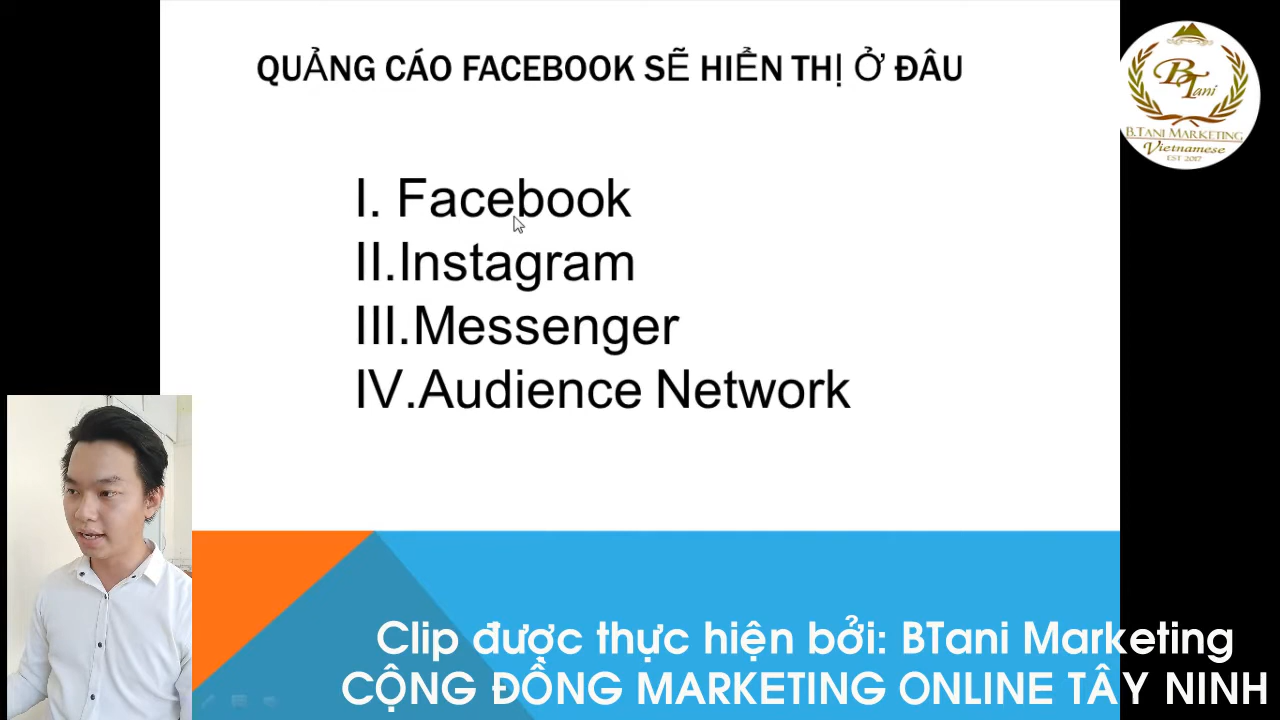 QUẢNG CÁO FACEBOOK SẼ HIỂN THỊ Ở ĐÂU
BTani
B.TANI MARKETING
Vietnamese
EST 2017
I. Facebook
II.Instagram
III.Messenger
IV.Audience Network
Clip được thực hiện bởi: BTani Marketing
CỘNG ĐỒNG MARKETING ONLINE TÂY NINH